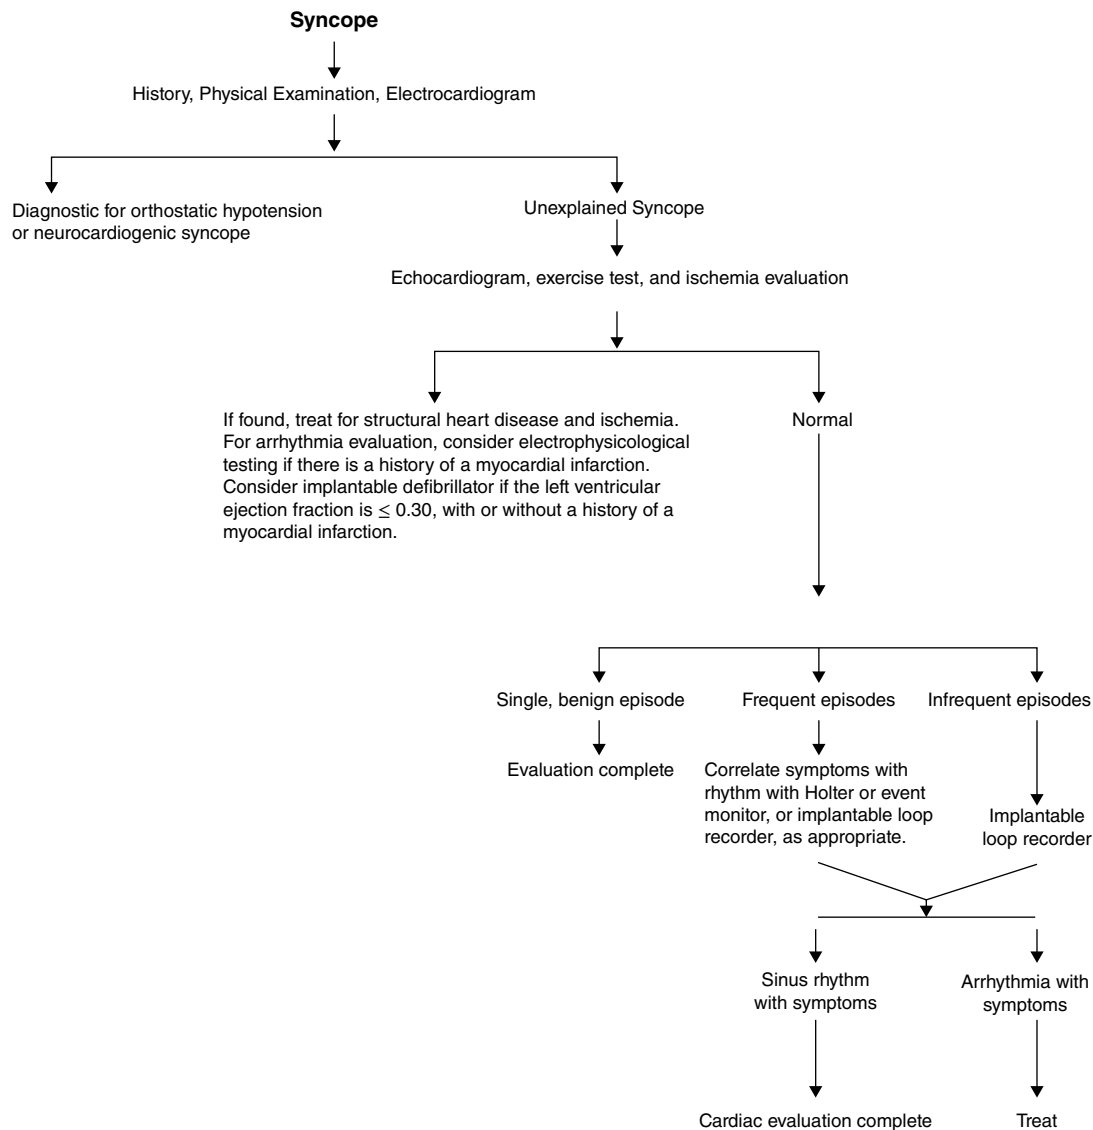 Syncope
History, Physical Examination, Electrocardiogram
Diagnostic for orthostatic hypotension
or neurocardiogenic syncope
Unexplained Syncope
Echocardiogram, exercise test, and ischemia evaluation
If found, treat for structural heart disease and ischemia.
For arrhythmia evaluation, consider electrophysicological
testing if there is a history of a myocardial infarction.
Consider implantable defibrillator if the left ventricular
ejection fraction is ≤ 0.30, with or without a history of a
myocardial infarction.
Normal
Single, benign episode
Frequent episodes
Infrequent episodes
Evaluation complete
Correlate symptoms with
rhythm with Holter or event
monitor, or implantable loop
recorder, as appropriate.
Implantable
loop recorder
Sinus rhythm
with symptoms
Arrhythmia with
symptoms
Cardiac evaluation complete
Treat